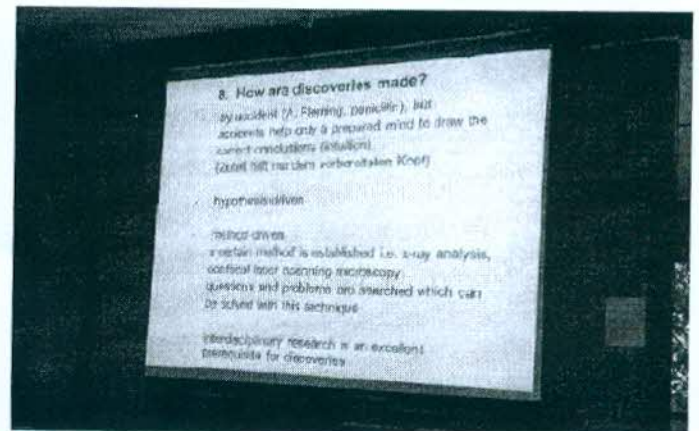 8. How are discoveries made?
by accident (A. Fleming, penicillin), but
accidents help only a prepared mind to draw the
correct conclusions (intuition)
(Zufall hilft nur dem vorbereiteten Kopf)
hypothesis driven
method driven
a certain method is established i.e. x-ray analysis,
confocal laser scanning microscopy
questions and problems are searched which can
be solved with this technique
interdisciplinary research is an excellent
prerequisite for discoveries